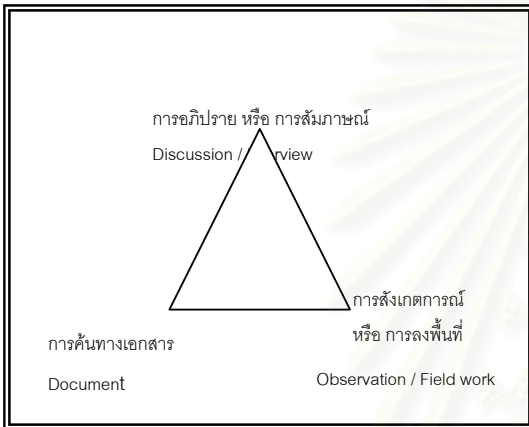 การอภิปราย หรือ การสัมภาษณ์
Discussion / rview
การสังเกตการณ์
หรือ การลงพื้นที่
การค้นทางเอกสาร
Observation / Field work
Document